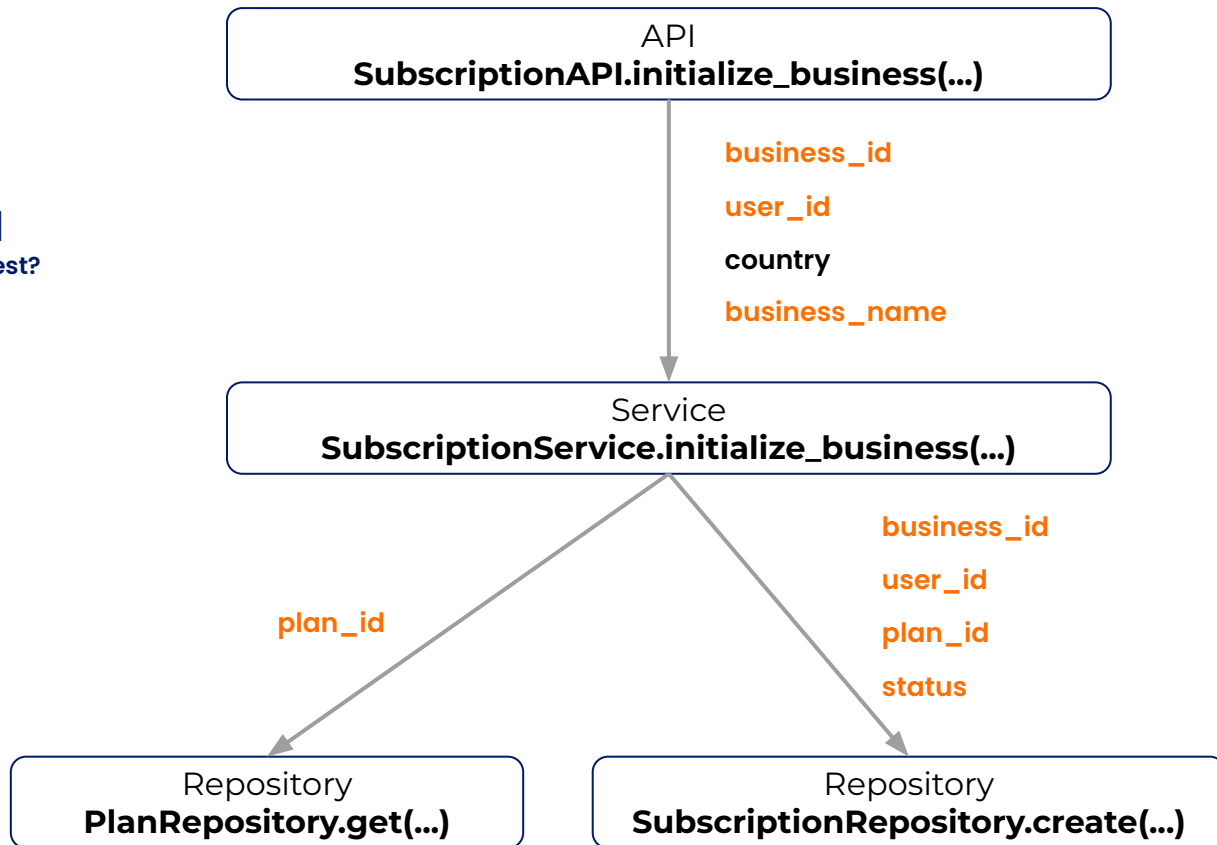 API
SubscriptionAPI.initialize_business(...)
business_id
user_id
country
business_name
Service
SubscriptionService.initialize_business(...)
plan_id
business_id
user_id
plan_id
status
Repository
PlanRepository.get(...)
Repository
SubscriptionRepository.create(...)